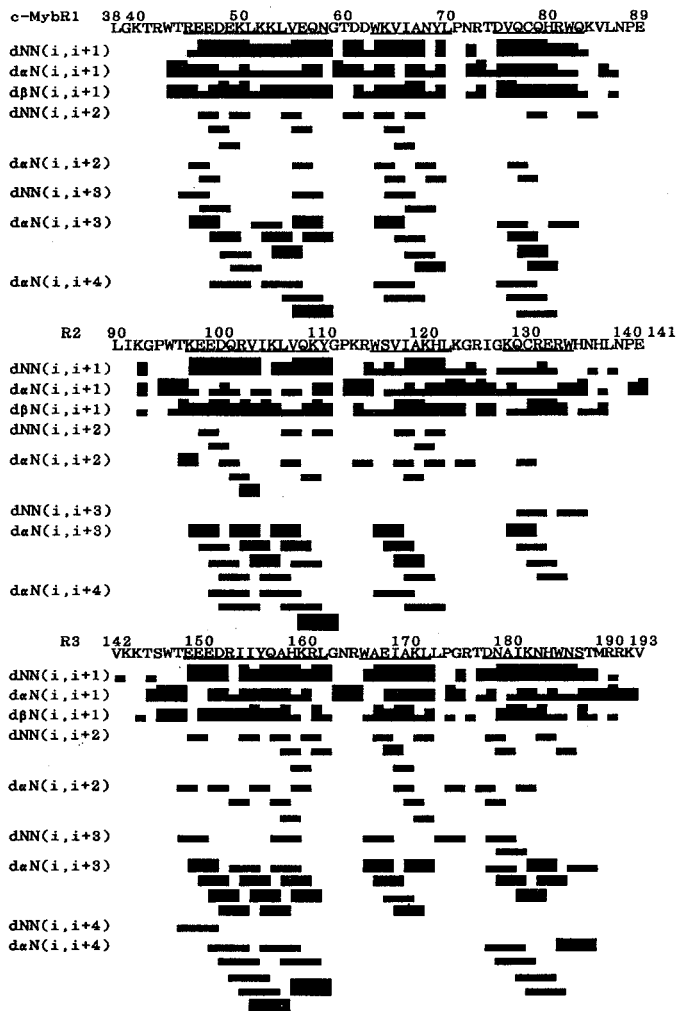 c-MybR1 38 40 50 60 70 80 89
LGKTRWTREEDEKLKKLVEQNGTDDWKVIANYLPNRTDVQCQHRWQKVLNPE
dNN(i,i+1)
dαN(i,i+1)
dβN(i,i+1)
dNN(i,i+2)
dαN(i,i+2)
dNN(i,i+3)
dαN(i,i+3)
dαN(i,i+4)
R2 90 100 110 120 130 140 141
LIKGPWTKEEDQRVIKLVQKYGPKRWSVIAKHLKGRIGKQCRERWHNHLNPE
dNN(i,i+1)
dαN(i,i+1)
dβN(i,i+1)
dNN(i,i+2)
dαN(i,i+2)
dNN(i,i+3)
dαN(i,i+3)
dαN(i,i+4)
R3 142 150 160 170 180 190 193
VKKTSWTEEEDRIIYQAHKRLGNRWAEIAKLLPGRTDNAIKNHWNSTMRRKV
dNN(i,i+1)
dαN(i,i+1)
dβN(i,i+1)
dNN(i,i+2)
dαN(i,i+2)
dNN(i,i+3)
dαN(i,i+3)
dNN(i,i+4)
dαN(i,i+4)